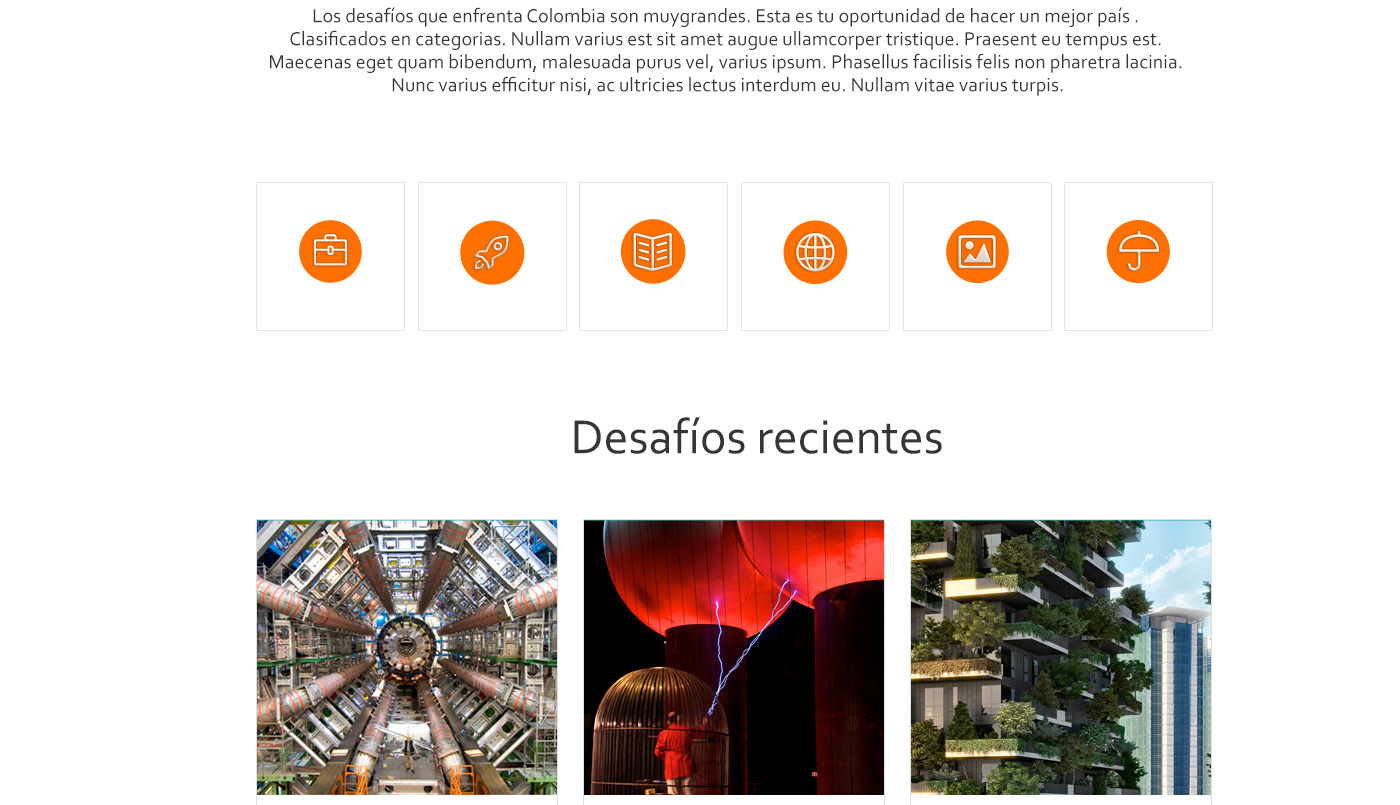 Los desafíos que enfrenta Colombia son muygrandes. Esta es tu oportunidad de hacer un mejor país .
Clasificados en categorias. Nullam varius est sit amet augue ullamcorper tristique. Praesent eu tempus est.
Maecenas eget quam bibendum, malesuada purus vel, varius ipsum. Phasellus facilisis felis non pharetra lacinia.
Nunc varius efficitur nisi, ac ultricies lectus interdum eu. Nullam vitae varius turpis.
Desafíos recientes